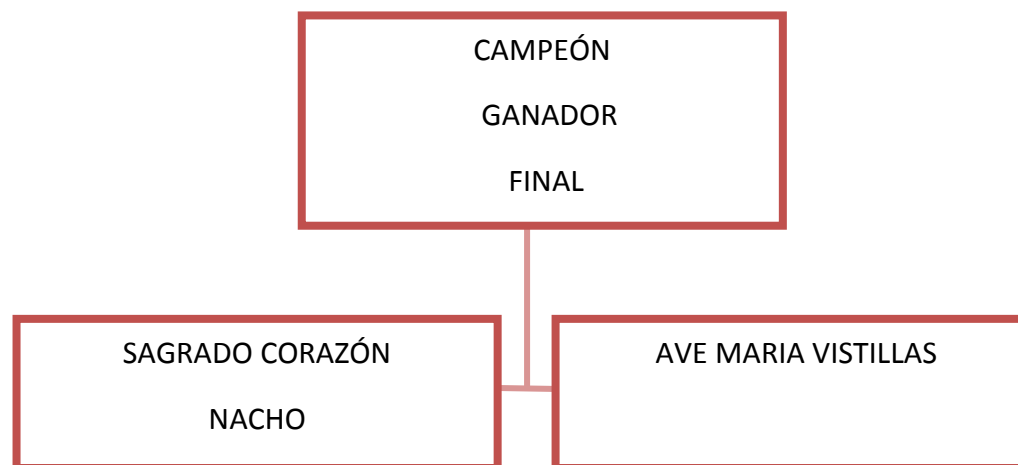 CAMPEÓN
GANADOR
FINAL
SAGRADO CORAZÓN
NACHO
AVE MARIA VISTILLAS